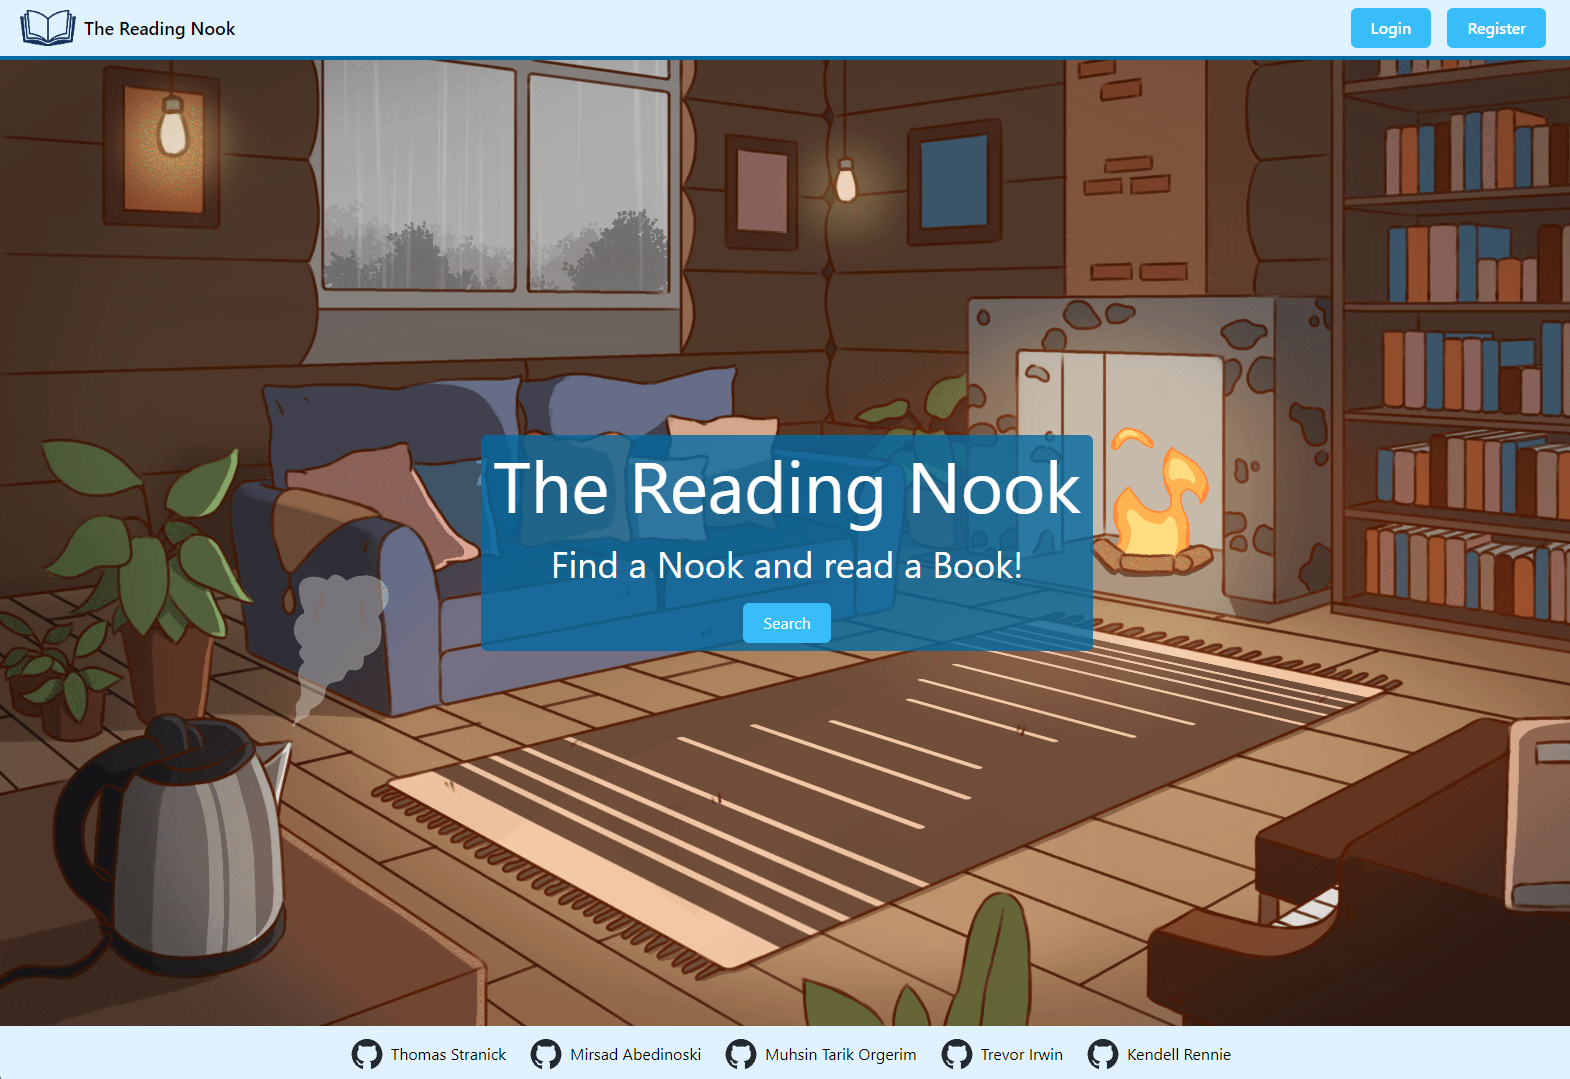 The Reading Nook
Login
Register
The Reading Nook
Find a Nook and read a Book!
Search
Thomas Stranick
Mirsad Abedinoski
Muhsin Tarik Orgerim
Trevor Irwin
Kendell Rennie